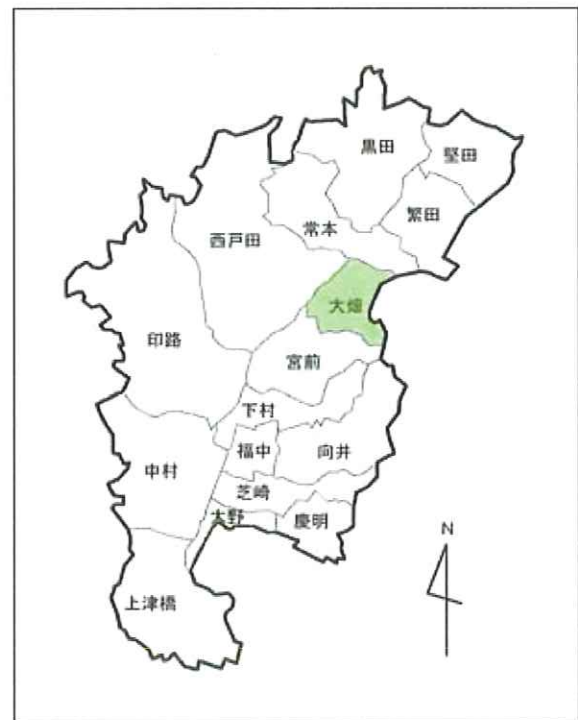 黒田
堅田
繁田
常本
西戸田
大畑
印路
宮前
下村
福中
向井
中村
芝崎
大野
慶明
上津橋
N